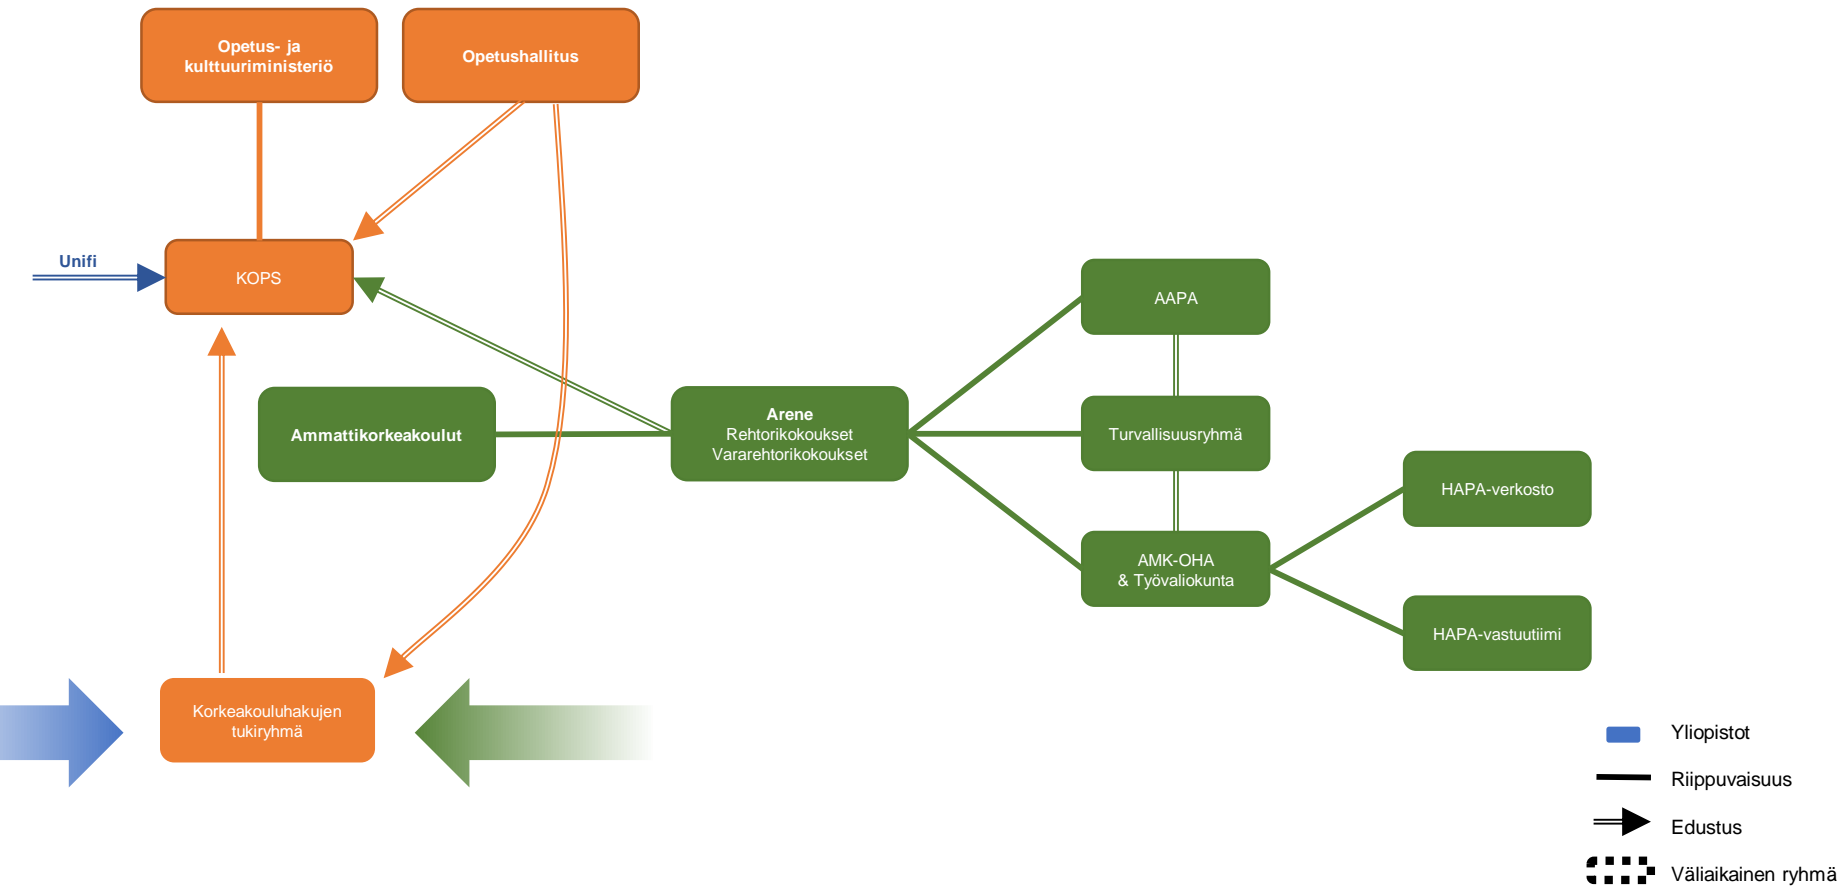 Opetus- ja
kulttuuriministeriö
Opetushallitus
Unifi
KOPS
AAPA
Ammattikorkeakoulut
Arene
Rehtorikokoukset
Vararehtorikokoukset
Turvallisuusryhmä
HAPA-verkosto
AMK-OHA
& Työvaliokunta
HAPA-vastuutiimi
Korkeakouluhakujen
tukiryhmä
Yliopistot
Riippuvaisuus
Edustus
Väliaikainen ryhmä